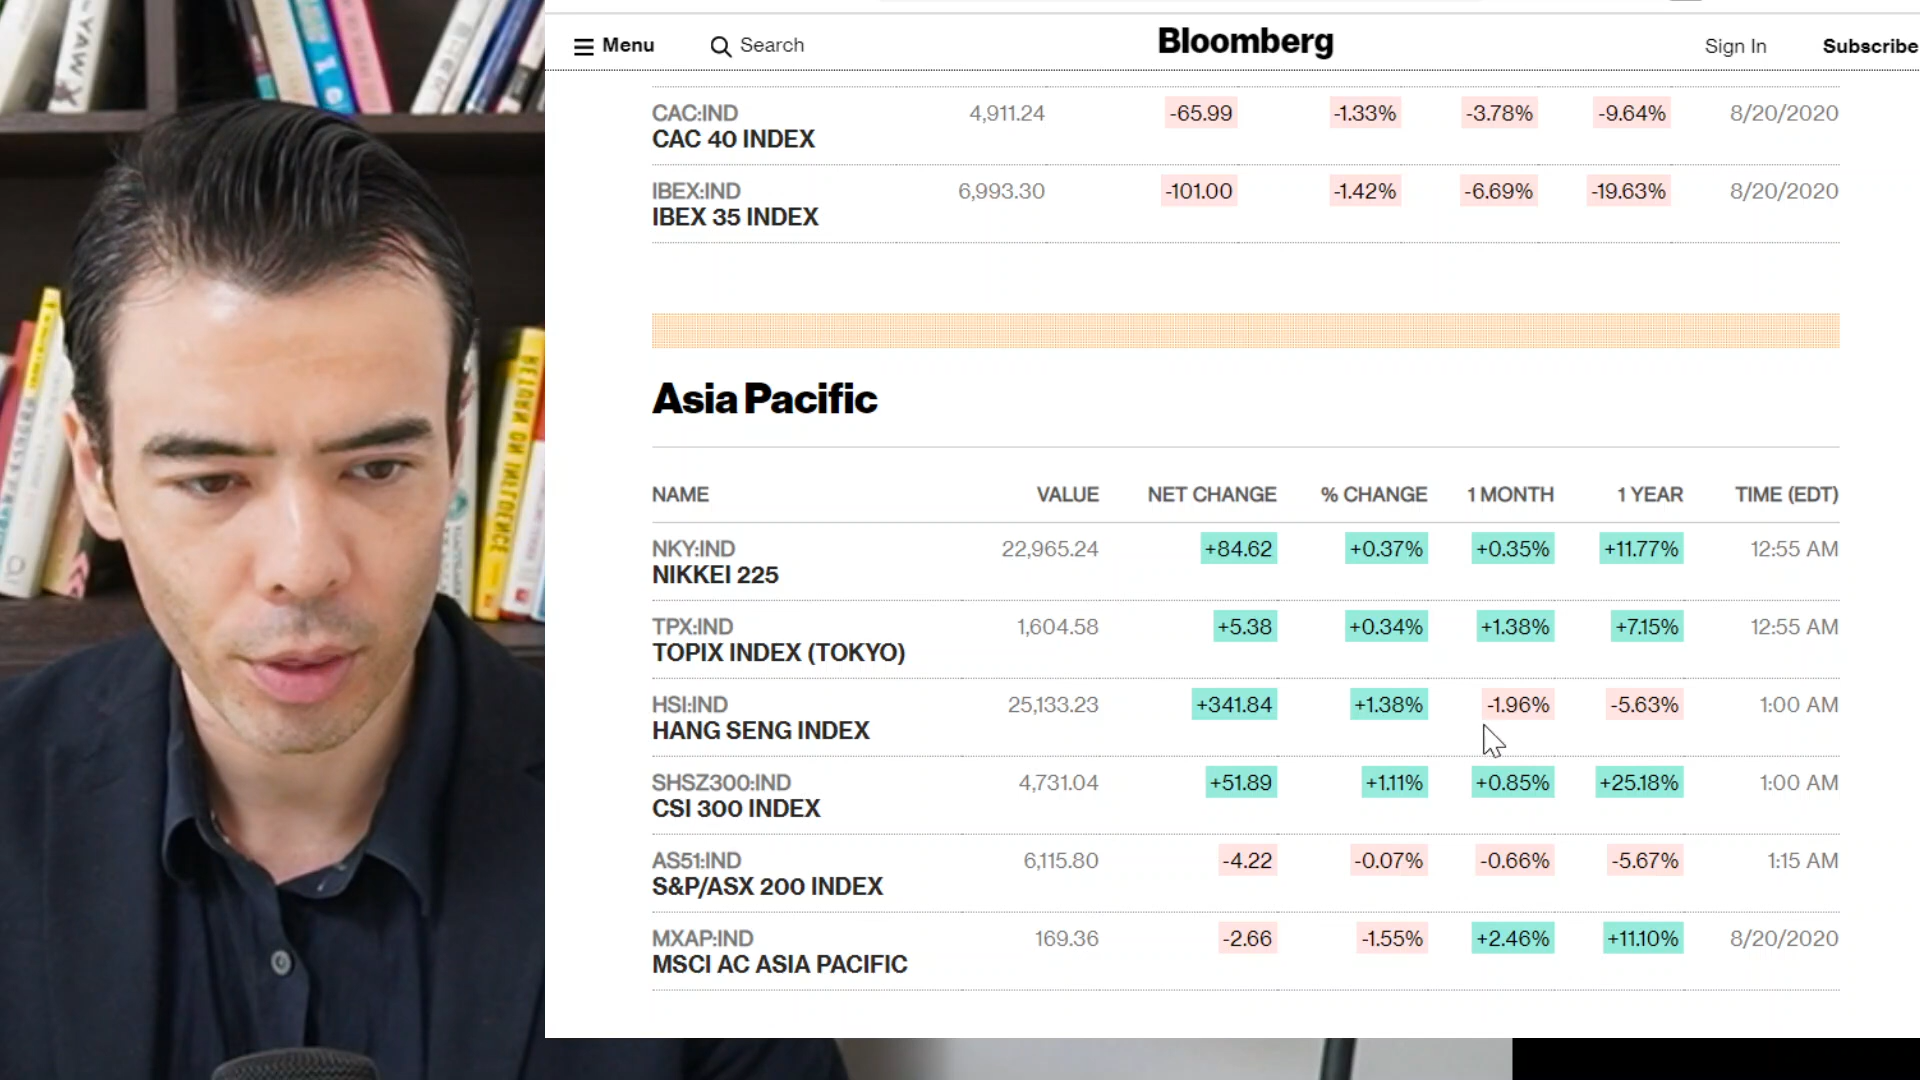 YAW
Menu
Search
Bloomberg
Sign In
Subscribe
CAC:IND 4,911.24 -65.99 -1.33% -3.78% -9.64% 8/20/2020
CAC 40 INDEX
IBEX:IND 6,993.30 -101.00 -1.42% -6.69% -19.63% 8/20/2020
IBEX 35 INDEX
Asia Pacific
NAME VALUE NET CHANGE % CHANGE 1 MONTH 1 YEAR TIME (EDT)
NKY:IND 22,965.24 +84.62 +0.37% +0.35% +11.77% 12:55 AM
NIKKEI 225
TPX:IND 1,604.58 +5.38 +0.34% +1.38% +7.15% 12:55 AM
TOPIX INDEX (TOKYO)
HSI:IND 25,133.23 +341.84 +1.38% -1.96% -5.63% 1:00 AM
HANG SENG INDEX
SHSZ300:IND 4,731.04 +51.89 +1.11% +0.85% +25.18% 1:00 AM
CSI 300 INDEX
AS51:IND 6,115.80 -4.22 -0.07% -0.66% -5.67% 1:15 AM
S&P/ASX 200 INDEX
MXAP:IND 169.36 -2.66 -1.55% +2.46% +11.10% 8/20/2020
MSCI AC ASIA PACIFIC